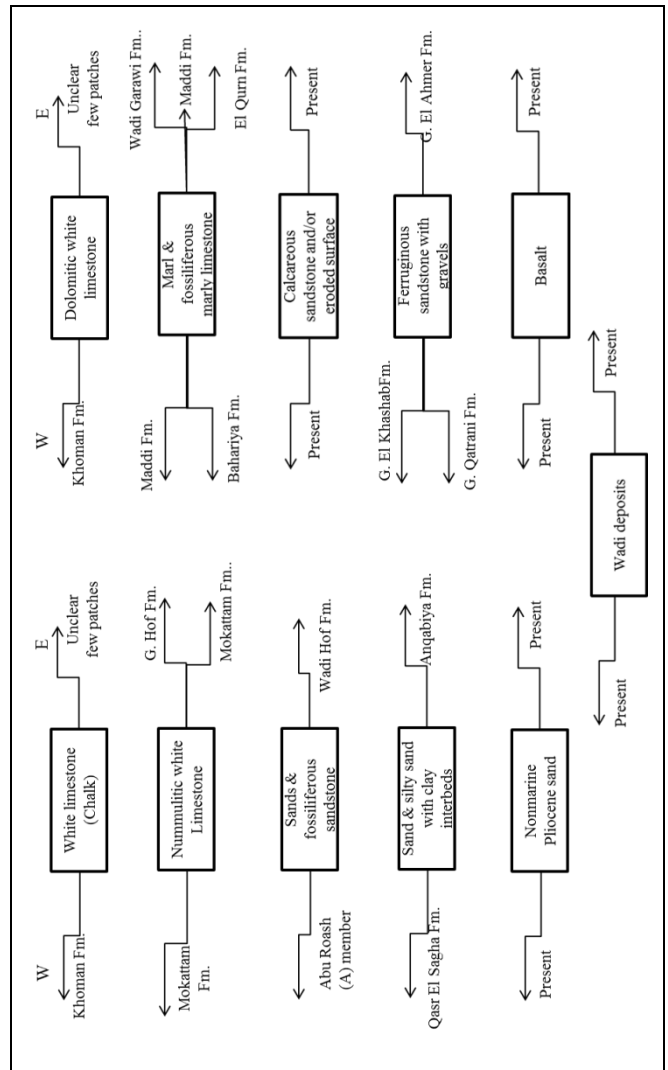 W
E
W
E
Khoman Fm.
White limestone
(Chalk)
Unclear
few patches
Khoman Fm.
Dolomitic white
limestone
Unclear
few patches
Mokattam
Fm.
Nummulitic white
Limestone
G. Hof Fm.
Mokattam Fm..
Maddi Fm.
Bahariya Fm.
Marl &
fossiliferous
marly limestone
Wadi Garawi Fm..
Maddi Fm.
El Qurn Fm.
Abu Roash
(A) member
Sands &
fossiliferous
sandstone
Wadi Hof Fm.
Present
Calcareous
sandstone and/or
eroded surface
Present
Qasr El Sagha Fm.
Sand & silty sand
with clay
interbeds
Anqabiya Fm.
G. El KhashabFm.
G. Qatrani Fm.
Ferruginous
sandstone with
gravels
G. El Ahmer Fm.
Present
Nonmarine
Pliocene sand
Present
Present
Basalt
Present
Present
Wadi deposits
Present